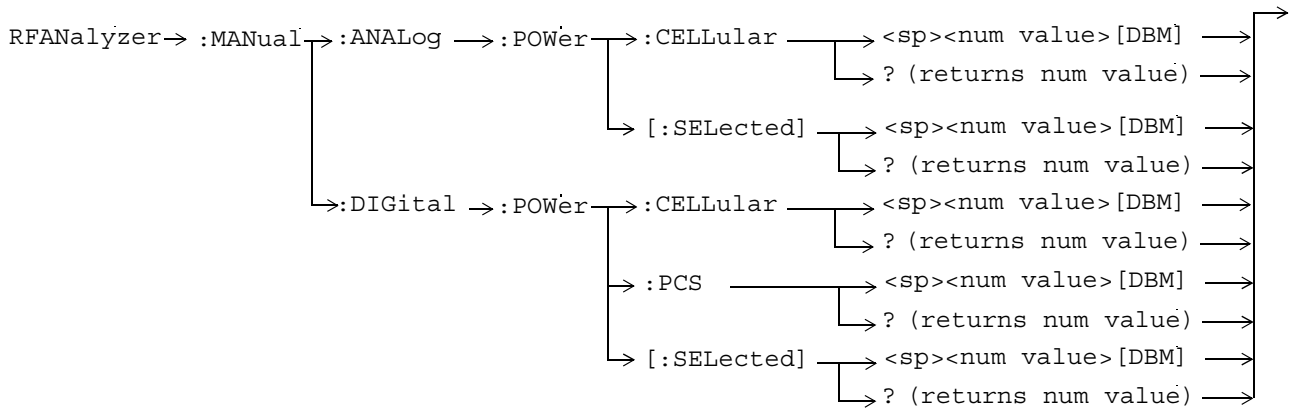 RFANalyzer :MANual :ANALog :POWer :CELLular <sp><num value>[DBM]
? (returns num value)
[:SELected] <sp><num value>[DBM]
? (returns num value)
:DIGital :POWer :CELLular <sp><num value>[DBM]
? (returns num value)
:PCS <sp><num value>[DBM]
? (returns num value)
[:SELected] <sp><num value>[DBM]
? (returns num value)